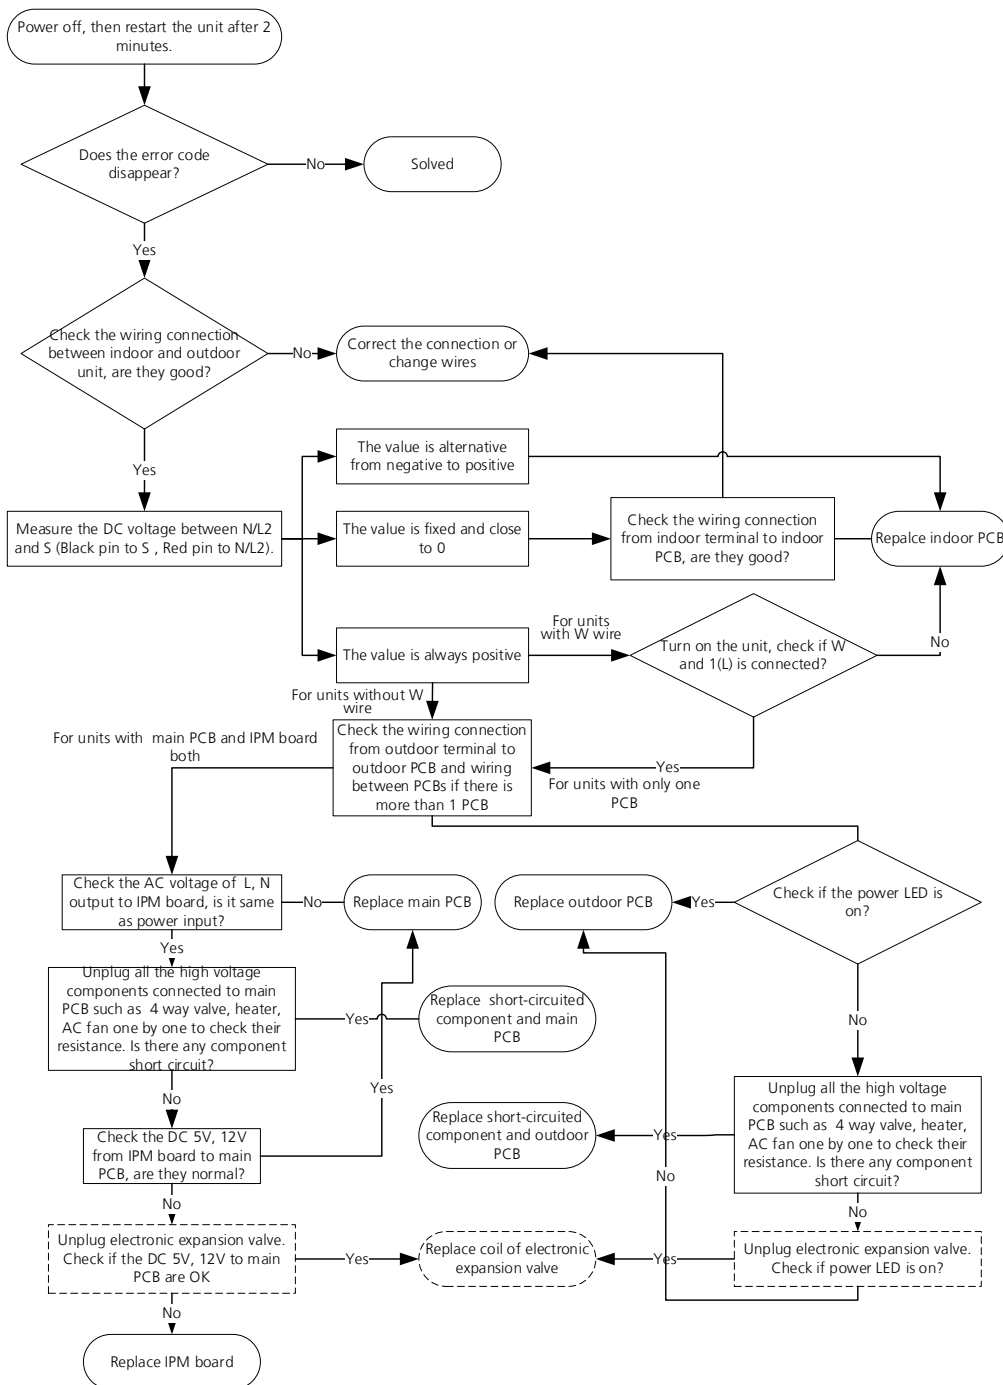 Power off, then restart the unit after 2
minutes.
Does the error code
disappear?
No
Solved
Yes
Check the wiring connection
between indoor and outdoor
unit, are they good?
No
Correct the connection or
change wires
Yes
The value is alternative
from negative to positive
Measure the DC voltage between N/L2
and S (Black pin to S , Red pin to N/L2).
The value is fixed and close
to 0
Check the wiring connection
from indoor terminal to indoor
PCB, are they good?
Repalce indoor PCB
The value is always positive
For units
with W wire
Turn on the unit, check if W
and 1(L) is connected?
No
For units without W
wire
For units with  main PCB and IPM board
both
Check the wiring connection
from outdoor terminal to
outdoor PCB and wiring
between PCBs if there is
more than 1 PCB
Yes
For units with only one
PCB
Check the AC voltage of  L, N
output to IPM board, is it same
as power input?
No
Replace main PCB
Replace outdoor PCB
Yes
Check if the power LED is
on?
Yes
Unplug all the high voltage
components connected to main
PCB such as  4 way valve, heater,
AC fan one by one to check their
resistance. Is there any component
short circuit?
Yes
Replace  short-circuited
component and main
PCB
No
No
Yes
Unplug all the high voltage
components connected to main
PCB such as  4 way valve, heater,
AC fan one by one to check their
resistance. Is there any component
short circuit?
Yes
Replace short-circuited
component and outdoor
PCB
Check the DC 5V, 12V
from IPM board to main
PCB, are they normal?
No
No
No
Unplug electronic expansion valve.
Check if the DC 5V, 12V to main
PCB are OK
Yes
Replace coil of electronic
expansion valve
Yes
Unplug electronic expansion valve.
Check if power LED is on?
No
Replace IPM board